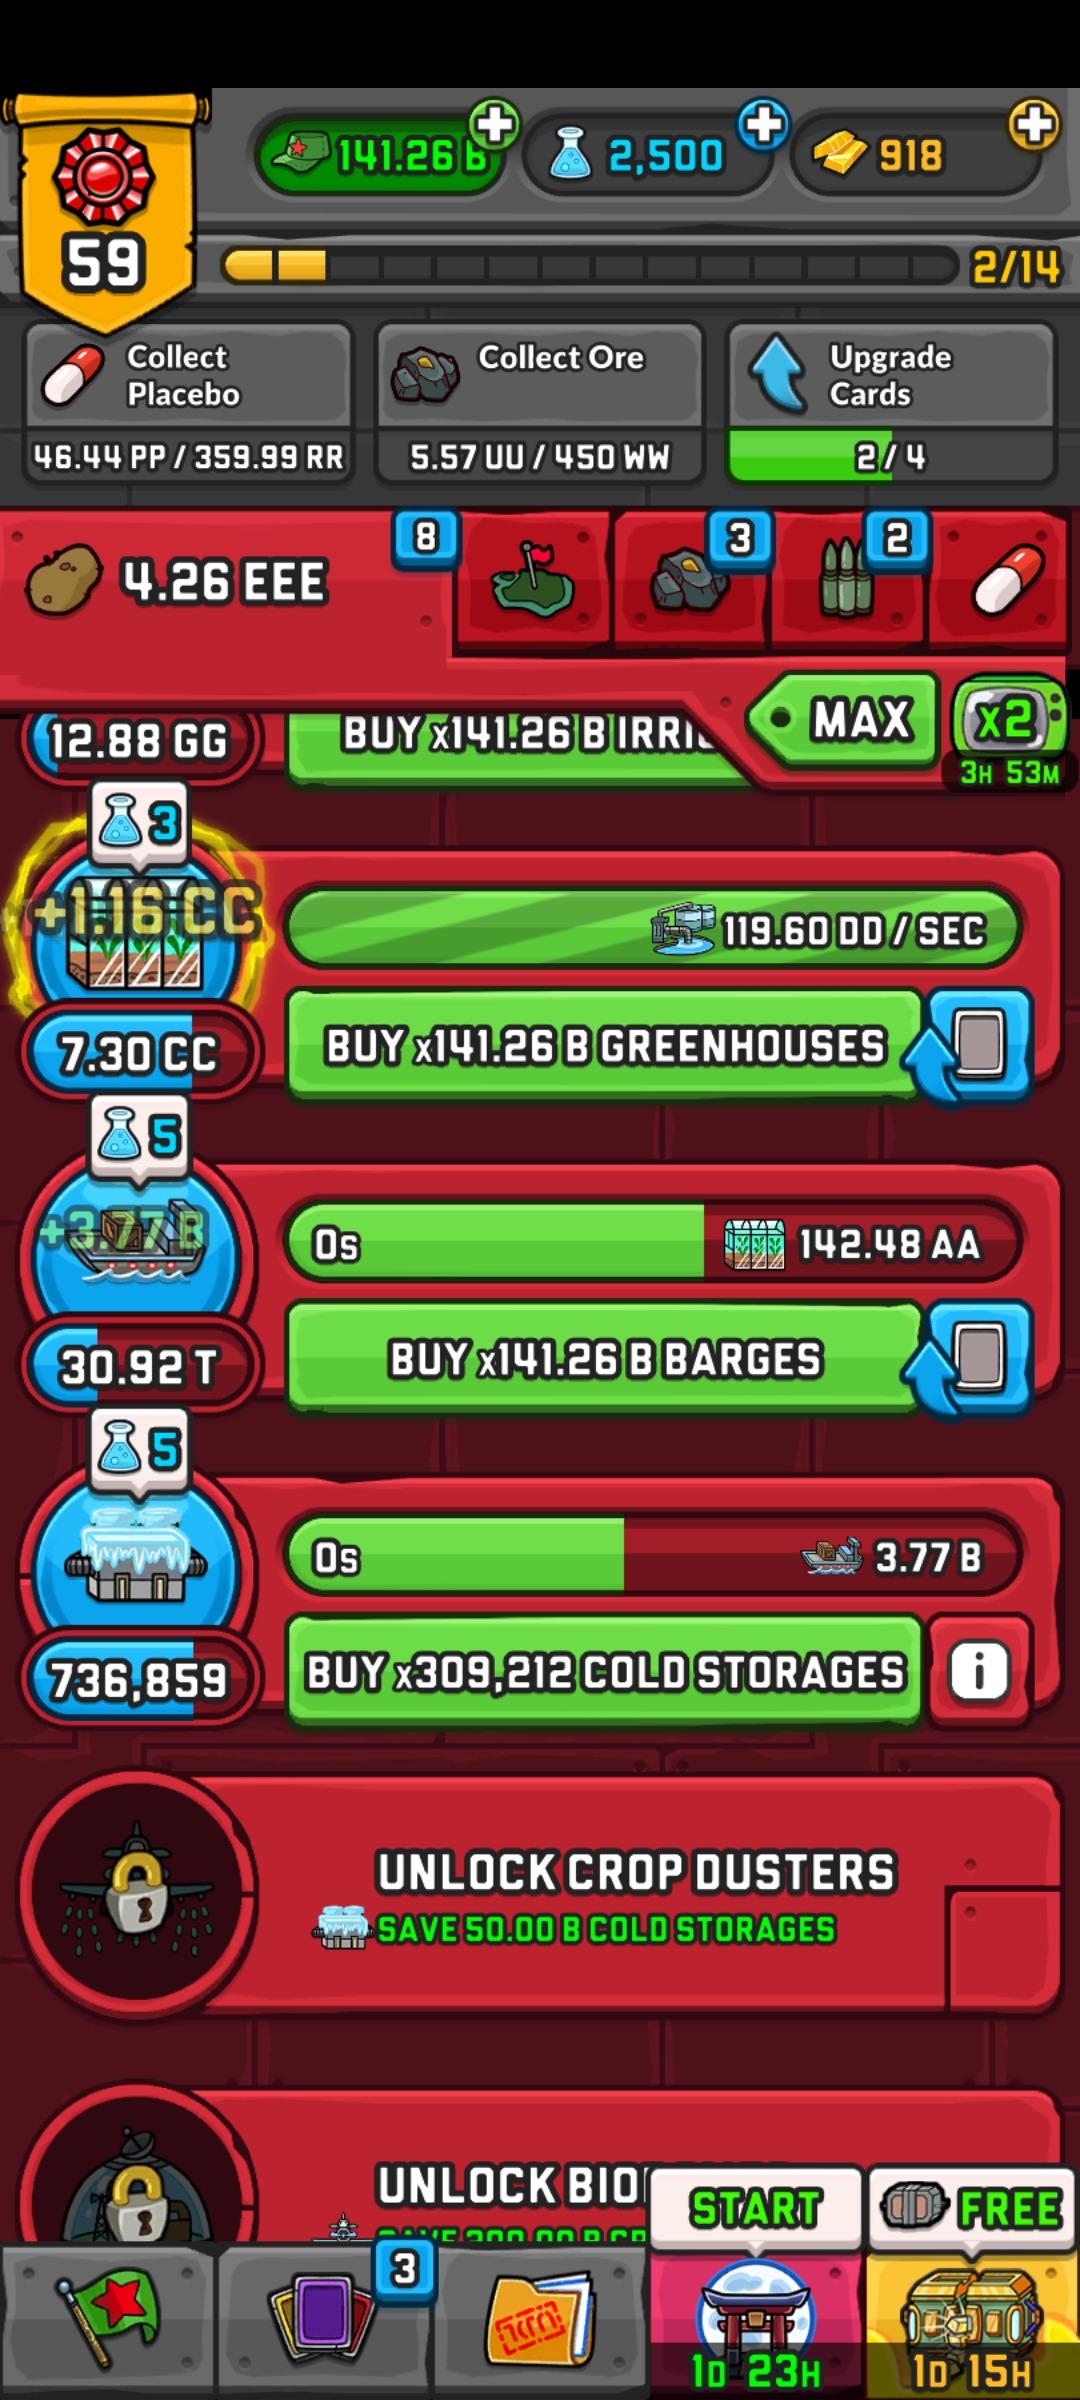 141.26 B
2,500
918
59
2/14
Collect
Placebo
46.44 PP / 359.99 RR
Collect Ore
5.57 UU / 450 WW
Upgrade
Cards
2 / 4
4.26 EEE
8
3
2
MAX
x2
3H 53M
12.88 GG
BUY x141.26 B
3
+1.16 CC
119.60 DD / SEC
7.30 CC
BUY x141.26 B GREENHOUSES
5
+3.77 B
0s
142.48 AA
30.92 T
BUY x141.26 B BARGES
5
0s
3.77 B
736,859
BUY x309,212 COLD STORAGES
i
UNLOCK CROP DUSTERS
SAVE 50.00 B COLD STORAGES
UNLOCK
START
FREE
3
1D 23H
1D 15H